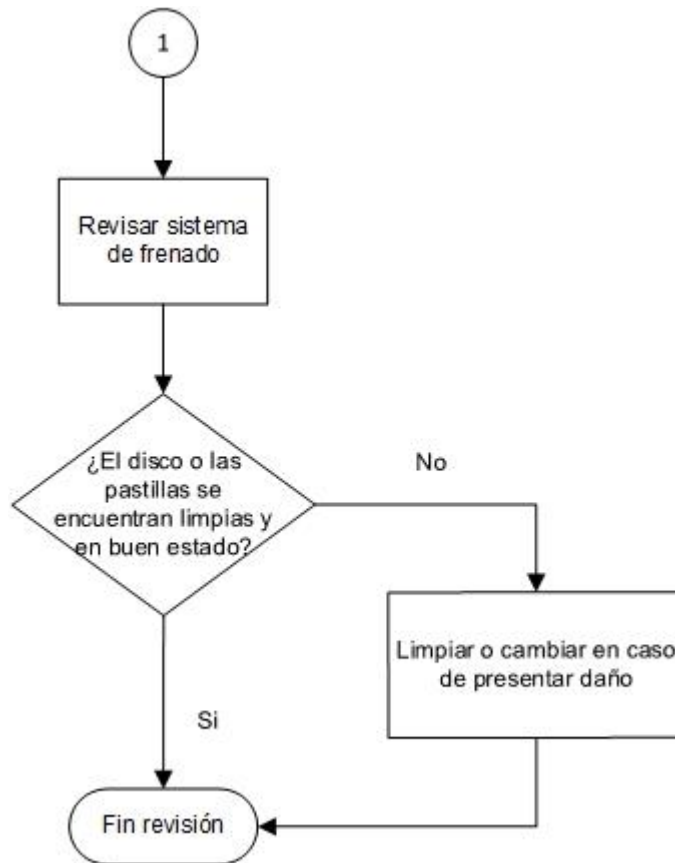 1
Revisar sistema
de frenado
¿El disco o las
pastillas se
encuentran limpias y
en buen estado?
No
Limpiar o cambiar en caso
de presentar daño
Si
Fin revisión